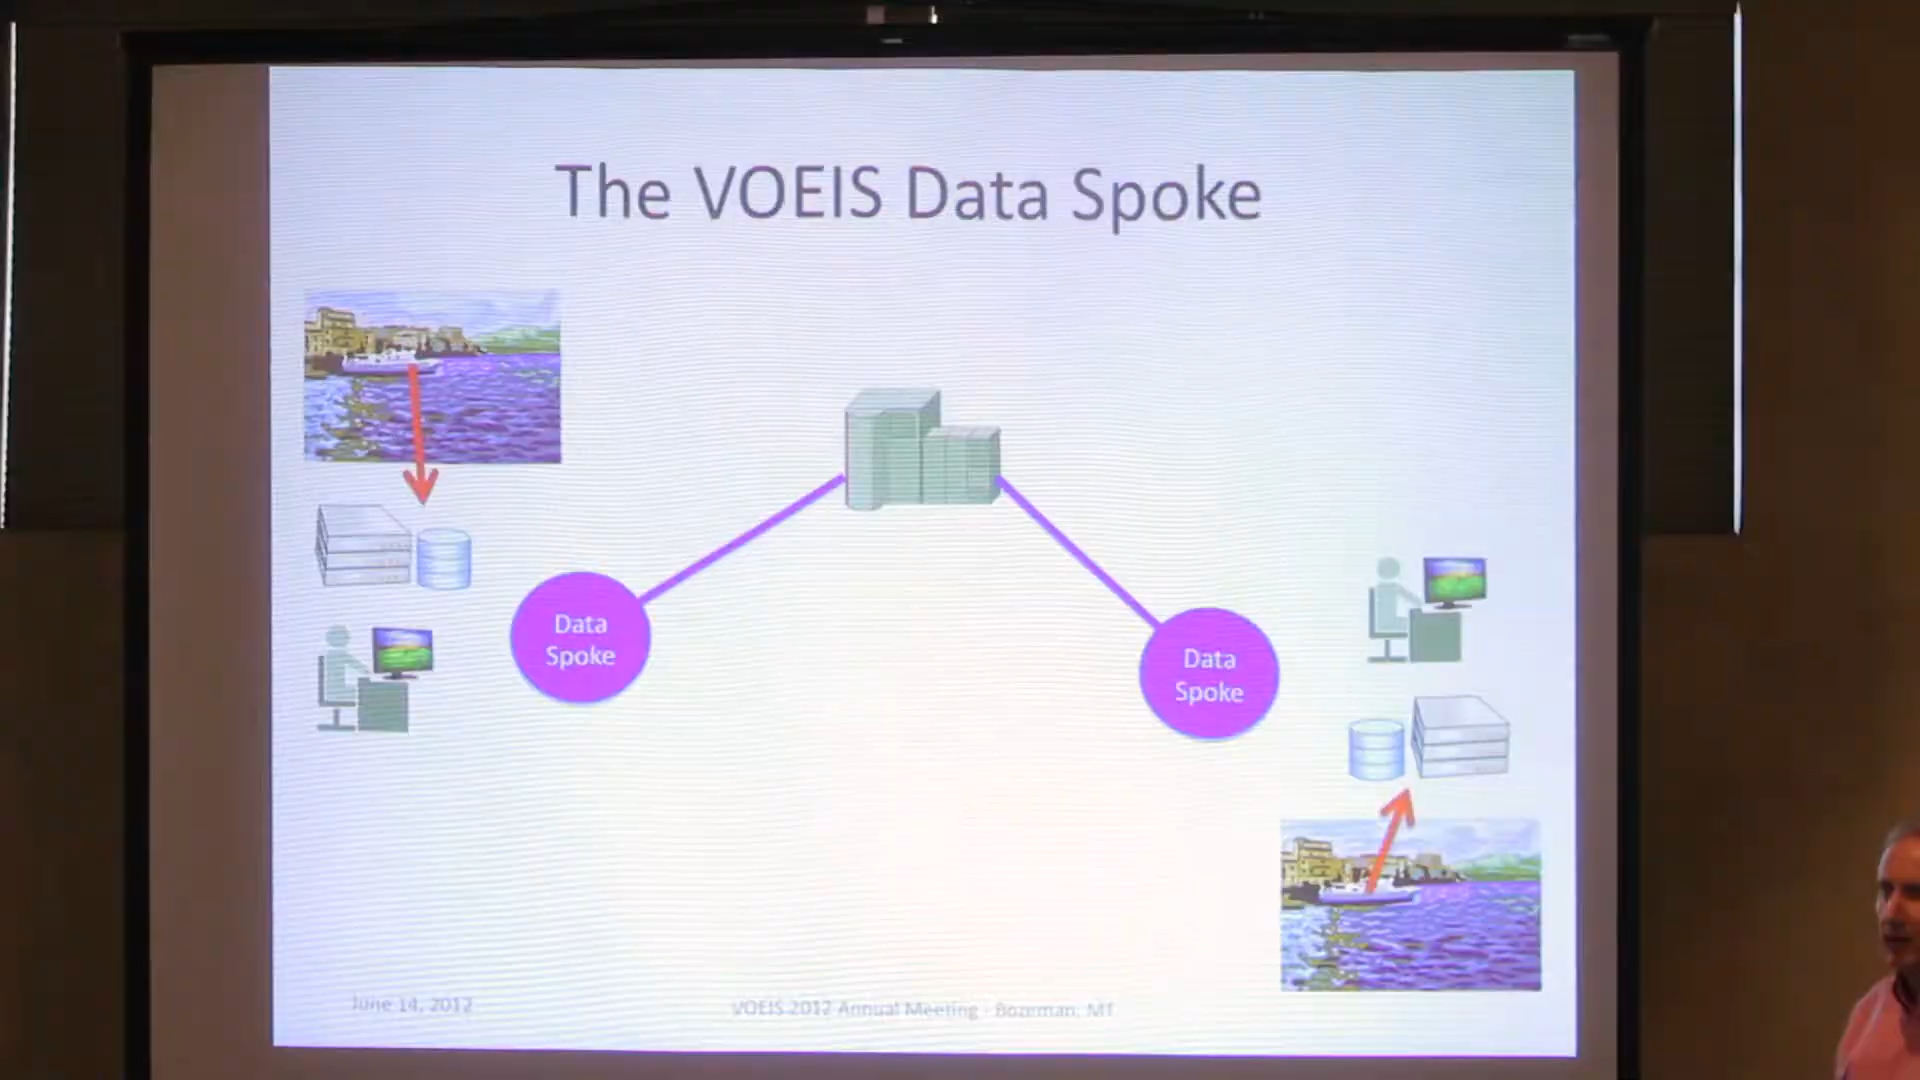 The VOEIS Data Spoke
Data
Spoke
Data
Spoke
June 14, 2012
VOEIS 2012 Annual Meeting - Bozeman, MT